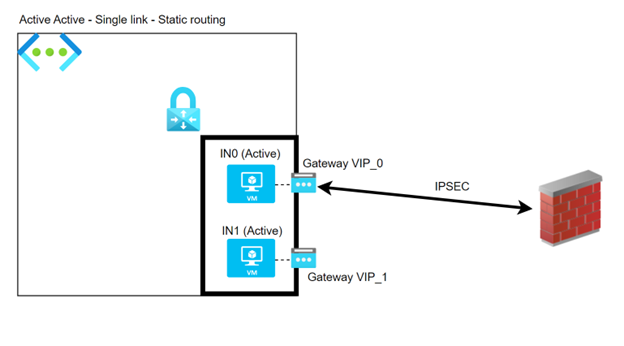 Active Active - Single link - Static routing
IN0 (Active)
Gateway VIP_0
VM
IPSEC
IN1 (Active)
VM
Gateway VIP_1